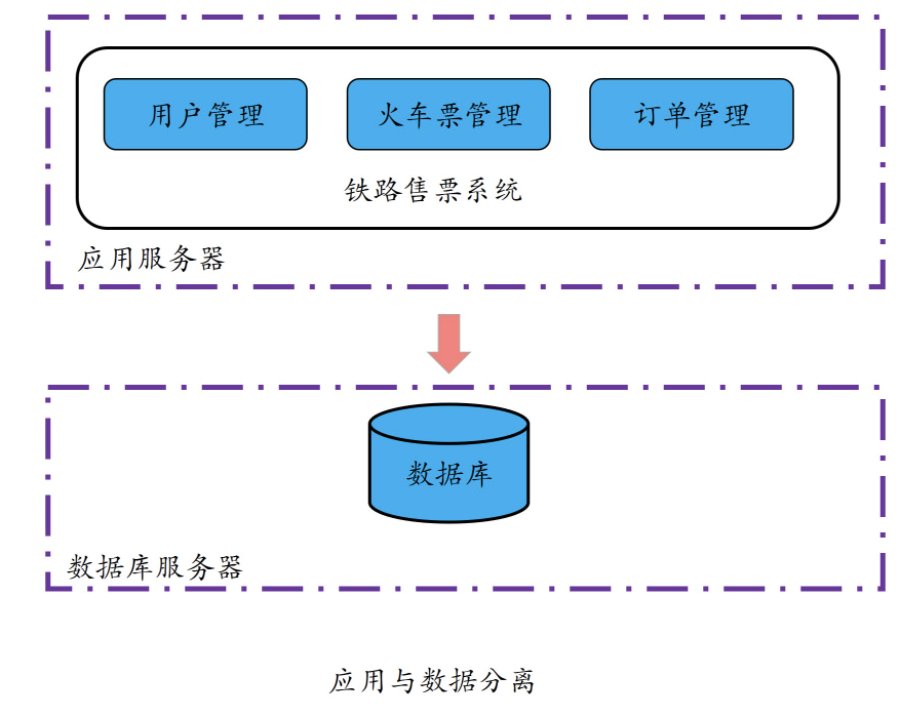 用户管理 火车票管理 订单管理
铁路售票系统
应用服务器
数据库
数据库服务器
应用与数据分离